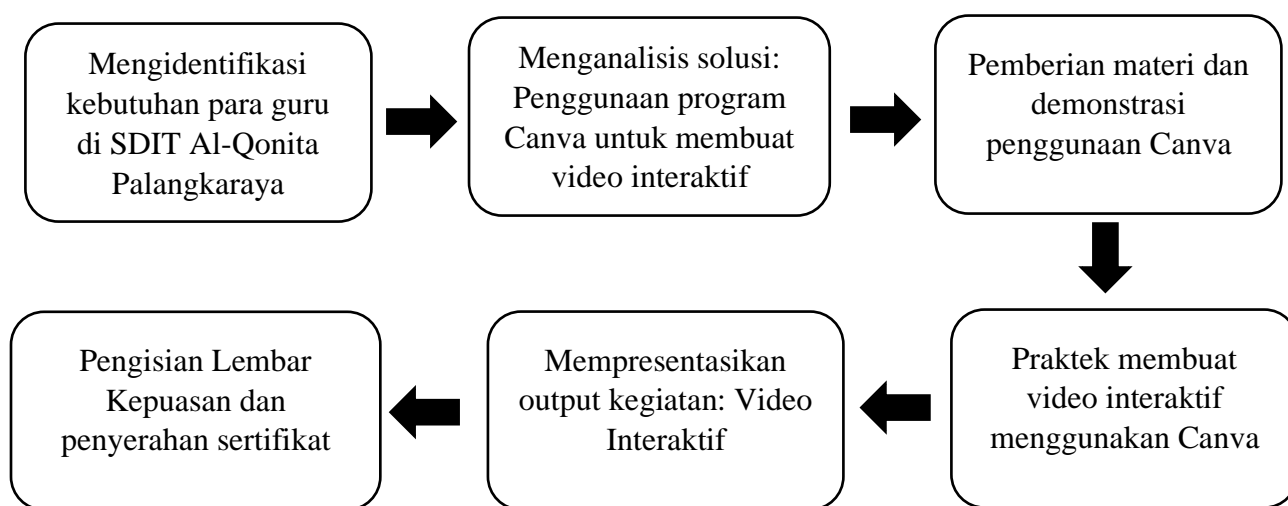 Mengidentifikasi
kebutuhan para guru
di SDIT Al-Qonita
Palangkaraya
Menganalisis solusi:
Penggunaan program
Canva untuk membuat
video interaktif
Pemberian materi dan
demonstrasi
penggunaan Canva
Praktek membuat
video interaktif
menggunakan Canva
Mempresentasikan
output kegiatan: Video
Interaktif
Pengisian Lembar
Kepuasan dan
penyerahan sertifikat